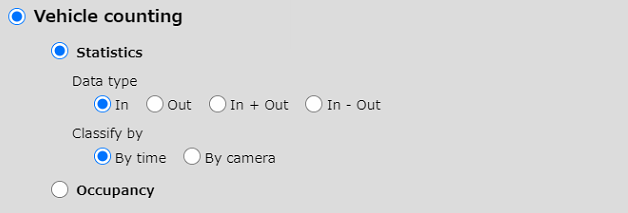 Vehicle counting
Statistics
Data type
In Out In + Out In - Out
Classify by
By time By camera
Occupancy